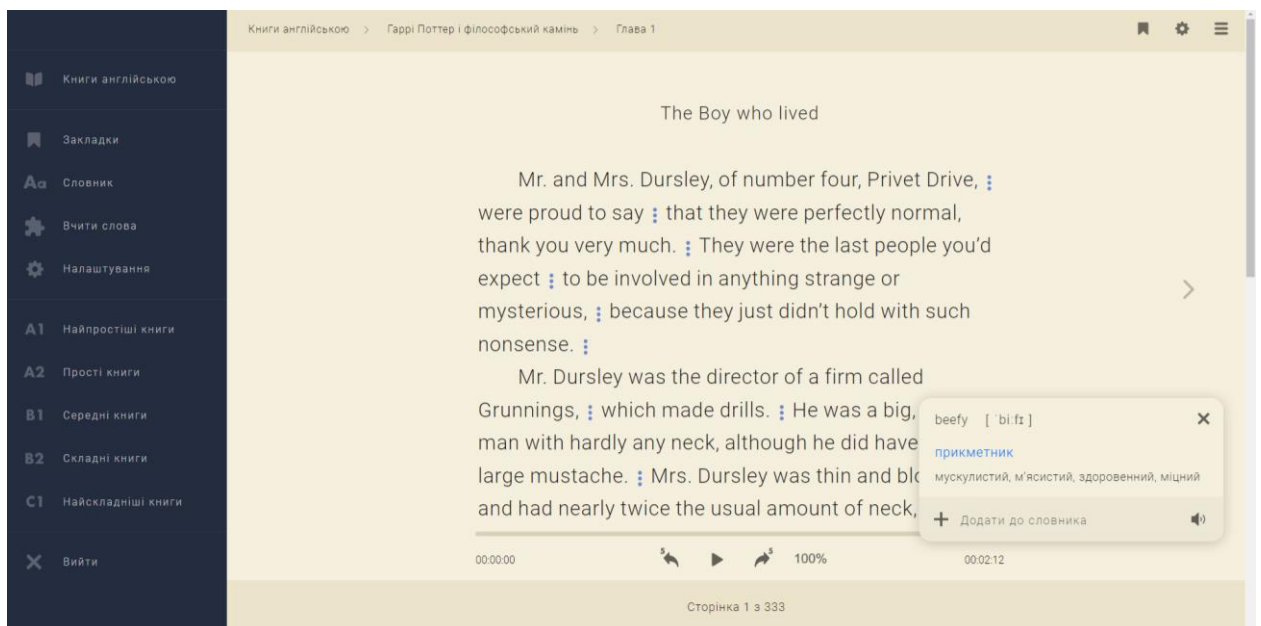 Книги англійською > Гаррі Поттер і філософський камінь > Глава 1
Книги англійською
Закладки
Aa Словник
Вчити слова
Налаштування
A1 Найпростіші книги
A2 Прості книги
B1 Середні книги
B2 Складні книги
C1 Найскладніші книги
Вийти
The Boy who lived
Mr. and Mrs. Dursley, of number four, Privet Drive,
were proud to say that they were perfectly normal,
thank you very much. They were the last people you'd
expect to be involved in anything strange or
mysterious, because they just didn't hold with such
nonsense.
Mr. Dursley was the director of a firm called
Grunnings, which made drills. He was a big,
man with hardly any neck, although he did have
large mustache. Mrs. Dursley was thin and blo
and had nearly twice the usual amount of neck,
beefy [ ˈbiːfɪ ]
прикметник
мускулистий, м'ясистий, здоровенний, міцний
Додати до словника
00:00:00
5
5
100%
00:02:12
Сторінка 1 з 333